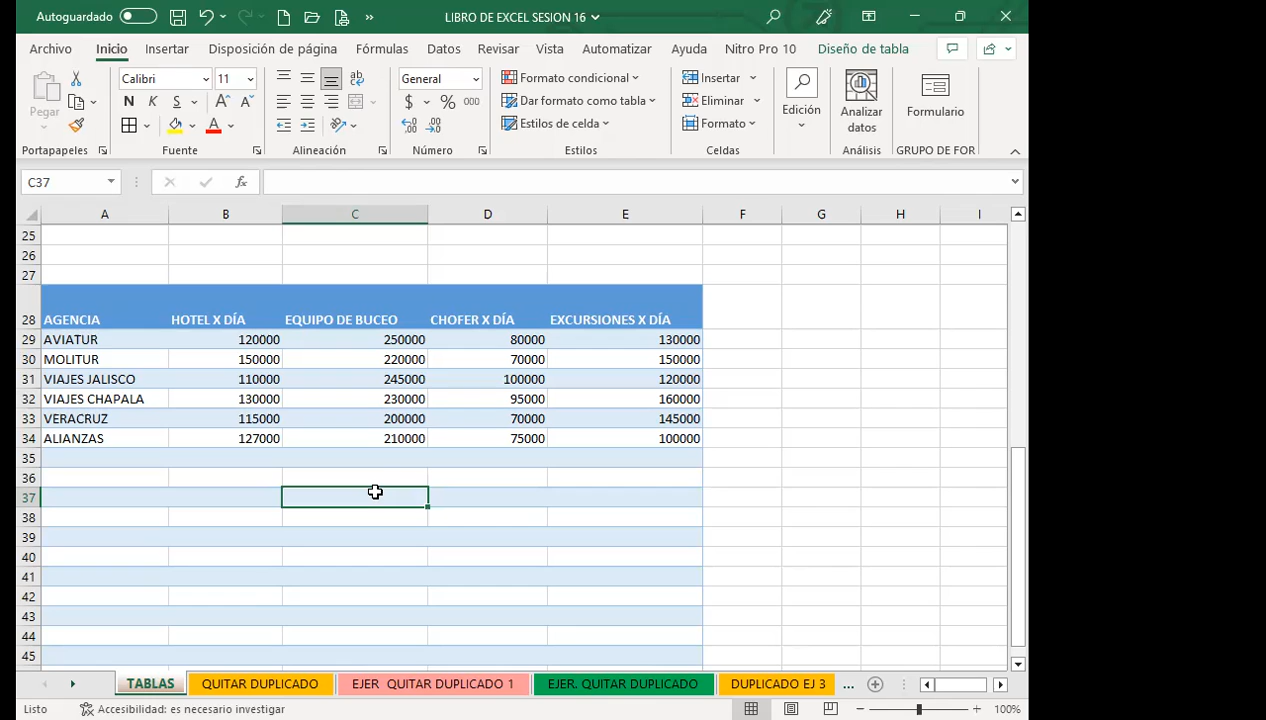 Autoguardado LIBRO DE EXCEL SESION 16
Archivo Inicio Insertar Disposición de página Fórmulas Datos Revisar Vista Automatizar Ayuda Nitro Pro 10 Diseño de tabla
Pegar
Portapapeles
Calibri 11
N K S
Fuente
Alineación
General
$ % 000
Número
Formato condicional
Dar formato como tabla
Estilos de celda
Estilos
Insertar
Eliminar
Formato
Celdas
Edición
Analizar datos
Análisis
Formulario
GRUPO DE FOR
C37 fx
A B C D E F G H I
25
26
27
28 AGENCIA HOTEL X DÍA EQUIPO DE BUCEO CHOFER X DÍA EXCURSIONES X DÍA
29 AVIATUR 120000 250000 80000 130000
30 MOLITUR 150000 220000 70000 150000
31 VIAJES JALISCO 110000 245000 100000 120000
32 VIAJES CHAPALA 130000 230000 95000 160000
33 VERACRUZ 115000 200000 70000 145000
34 ALIANZAS 127000 210000 75000 100000
35
36
37
38
39
40
41
42
43
44
45
TABLAS QUITAR DUPLICADO EJER QUITAR DUPLICADO 1 EJER. QUITAR DUPLICADO DUPLICADO EJ 3 ...
Listo Accesibilidad: es necesario investigar 100%